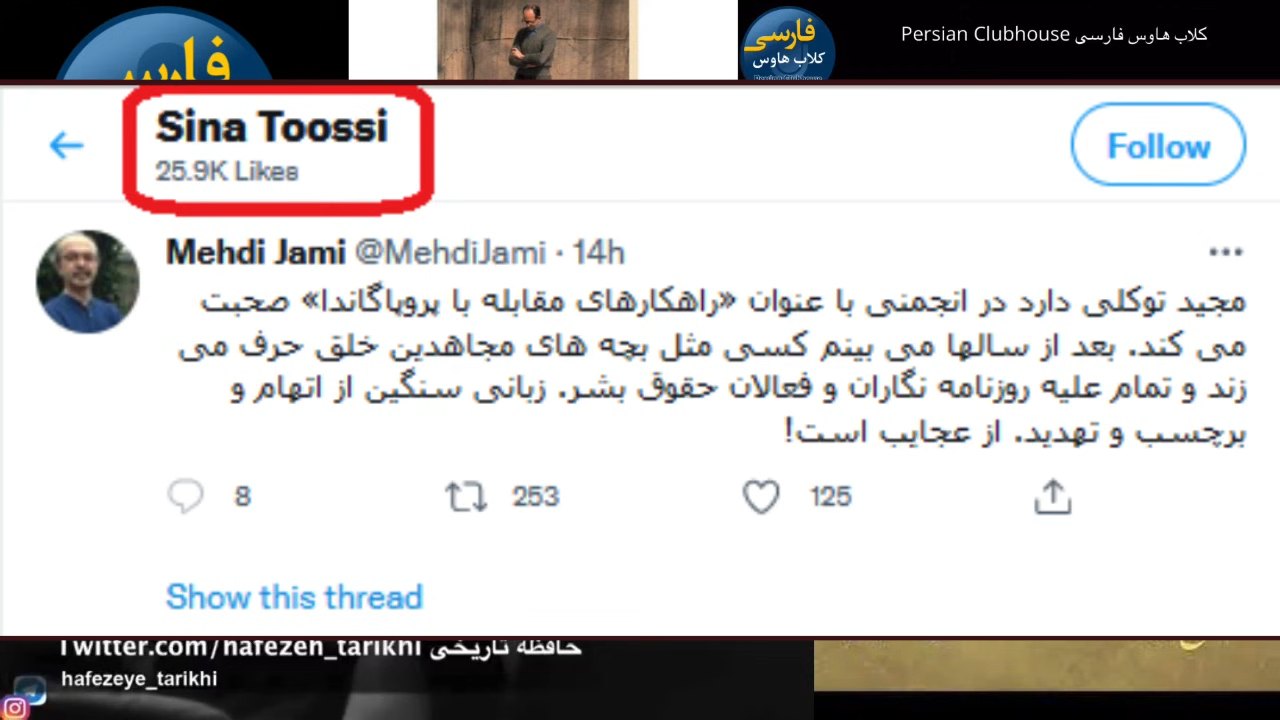 فارسی
فارسی
کلاب هاوس
Persian Clubhouse
Persian Clubhouse کلاب هاوس فارسی
Sina Toossi
25.9K Likes
Follow
Mehdi Jami @MehdiJami · 14h
مجید توکلی دارد در انجمنی با عنوان «راهکارهای مقابله با پروپاگاندا» صحبت
می کند. بعد از سالها می بینم کسی مثل بچه های مجاهدین خلق حرف می
زند و تمام علیه روزنامه نگاران و فعالان حقوق بشر. زبانی سنگین از اتهام و
برچسب و تهدید. از عجایب است!
8 253 125
Show this thread
Twitter.com/hafezeh_tarikhi حافظه تاریخی
hafezeye_tarikhi